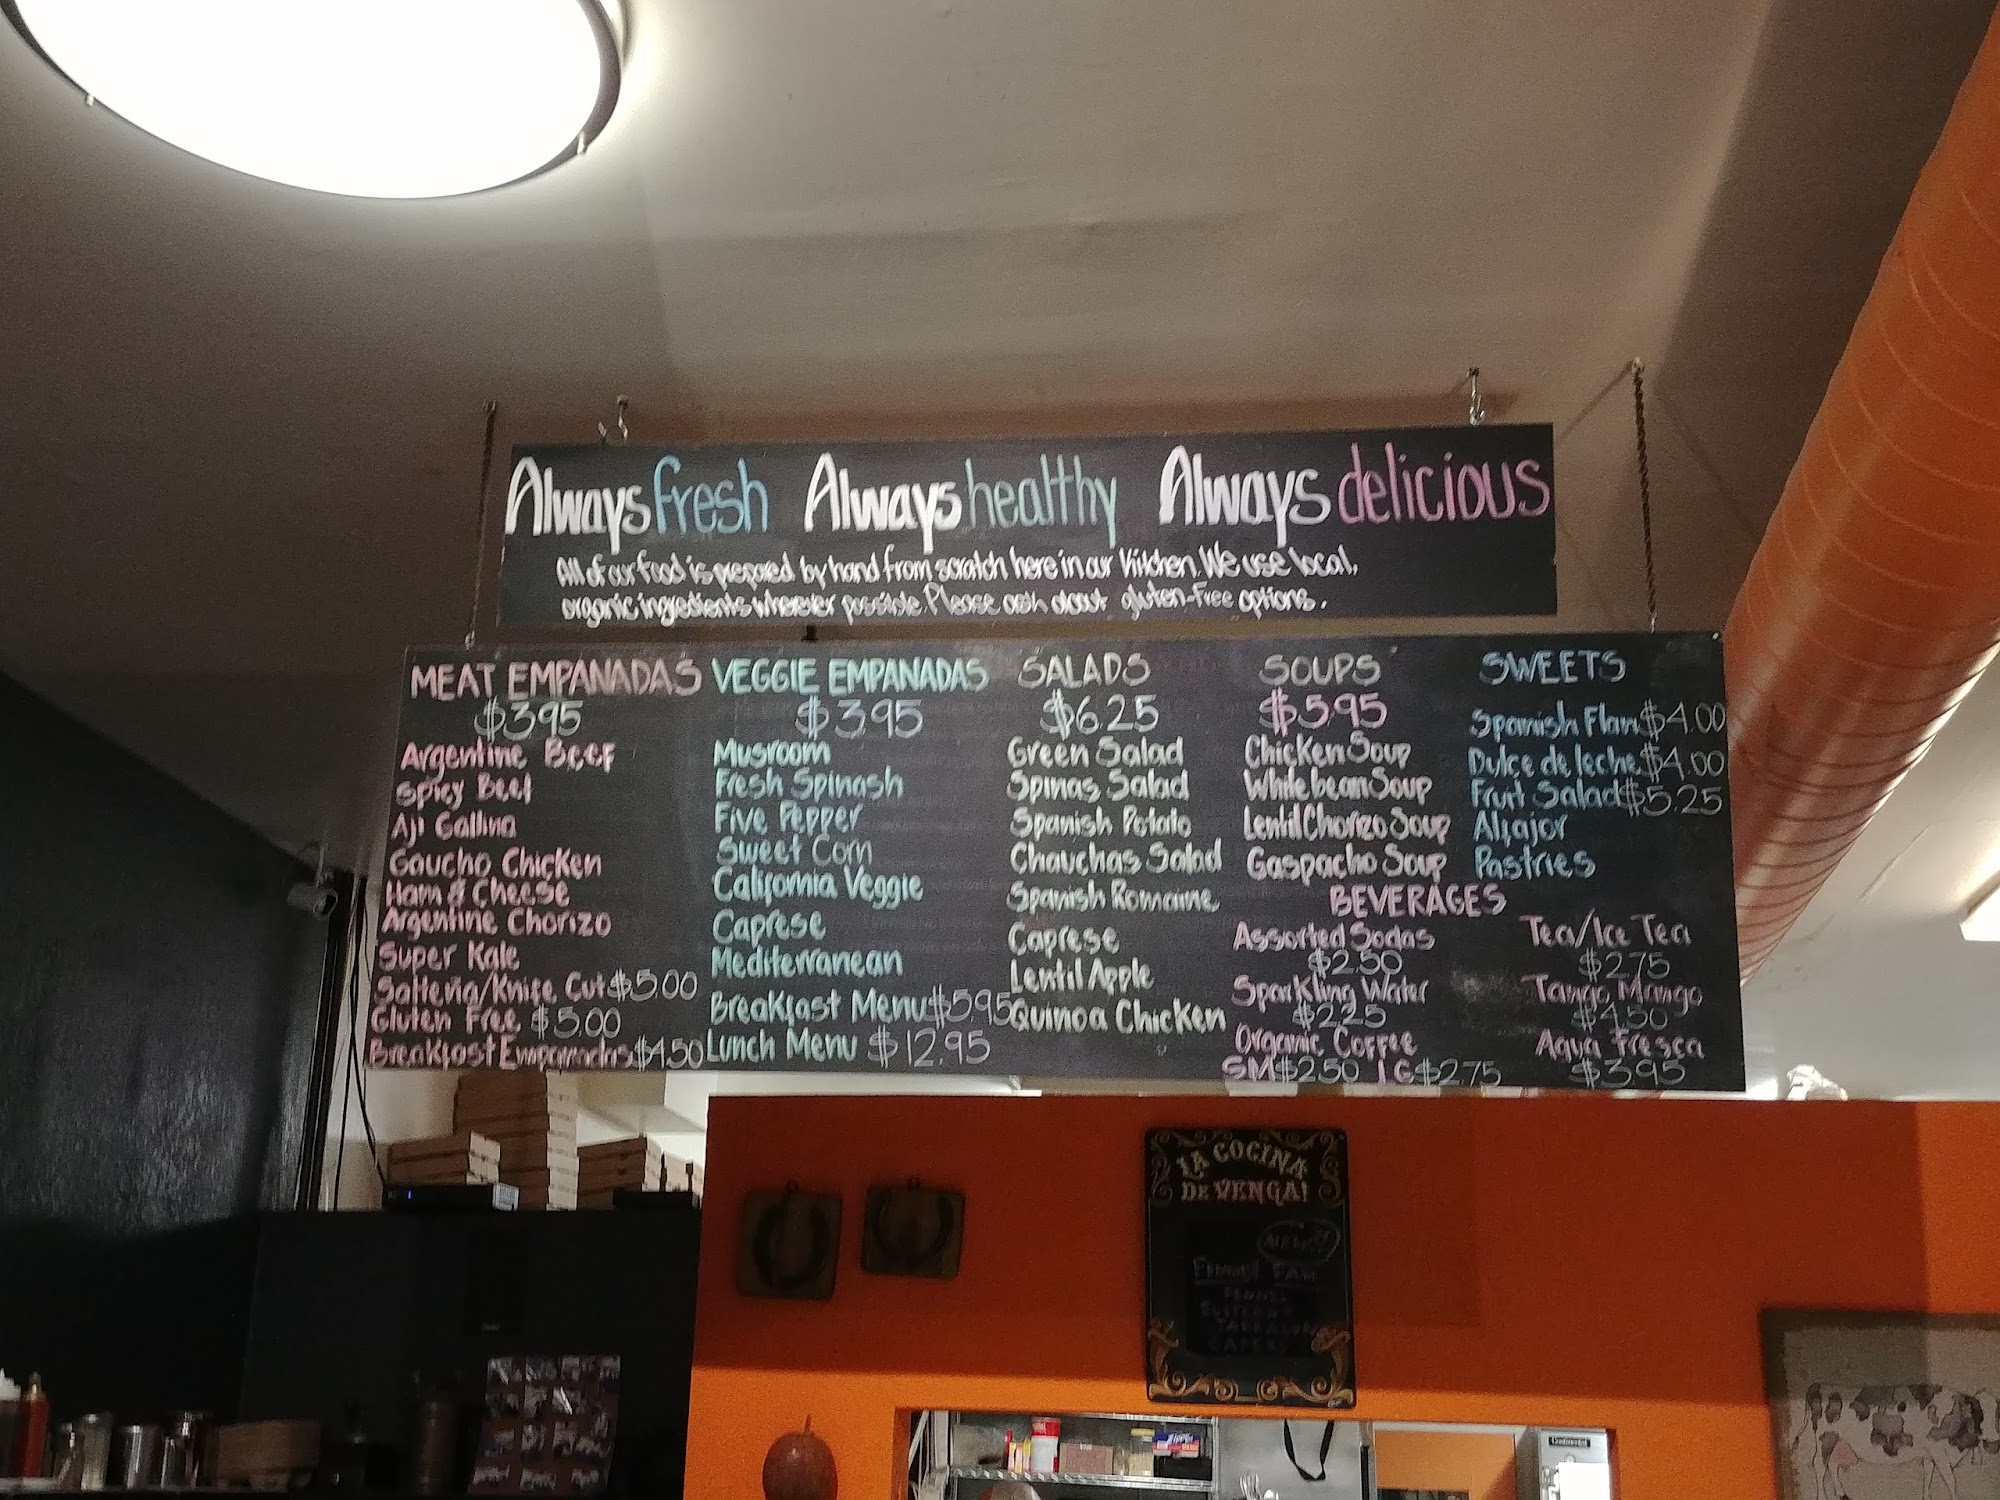 Always fresh Always healthy Always delicious
All of our food is prepared by hand from scratch here in our Kitchen. We use local,
organic ingredients wherever possible. Please ask about gluten-free options.
MEAT EMPANADAS
$3.95
Argentine Beef
Spicy Beef
Aji Gallina
Gaucho Chicken
Ham & Cheese
Argentine Chorizo
Super Kale
Salteña/Knife Cut $5.00
Gluten Free $5.00
Breakfast Empanadas $4.50
VEGGIE EMPANADAS
$3.95
Musroom
Fresh Spinash
Five Pepper
Sweet Corn
California Veggie
Caprese
Mediterranean
Breakfast Menu $5.95
Lunch Menu $12.95
SALADS
$6.25
Green Salad
Spinas Salad
Spanish Potato
Chauchas Salad
Spanish Romaine
Caprese
Lentil Apple
Quinoa Chicken
SOUPS
$5.95
Chicken Soup
White bean Soup
Lentil Chorizo Soup
Gaspacho Soup
SWEETS
Spanish Flan $4.00
Dulce de leche $4.00
Fruit Salad $5.25
Alfajor
Pastries
BEVERAGES
Assorted Sodas
$2.50
Sparkling Water
$2.25
Organic Coffee
SM $2.50 LG $2.75
Tea/Ice Tea
$2.75
Tango Mango
$4.50
Aqua Fresca
$3.95
LA COCINA
DE VENGA!
FENNEL
Continental